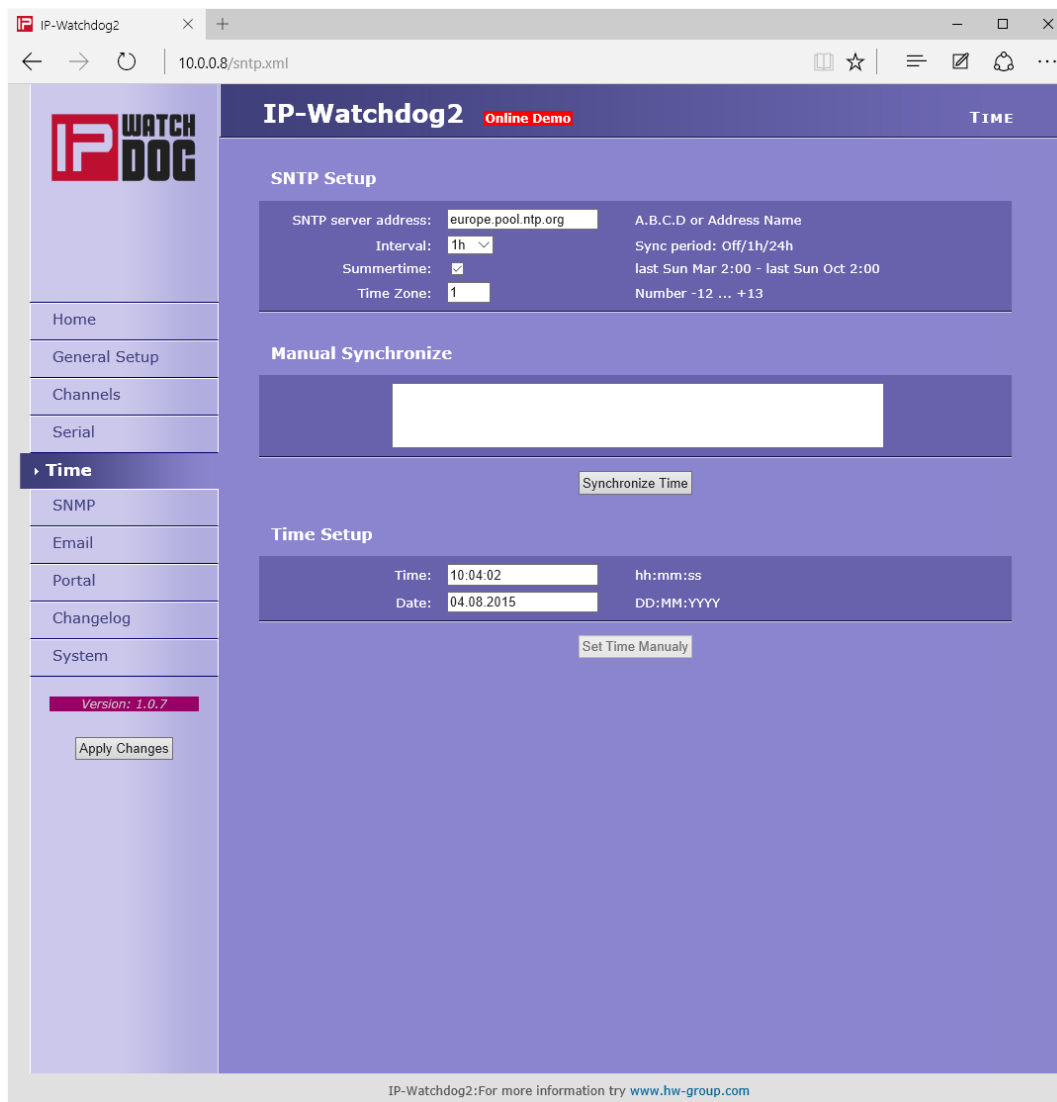 IP-Watchdog2
10.0.0.8/sntp.xml
IP WATCH DOG
IP-Watchdog2 Online Demo TIME
SNTP Setup
SNTP server address: europe.pool.ntp.org A.B.C.D or Address Name
Interval: 1h Sync period: Off/1h/24h
Summertime: last Sun Mar 2:00 - last Sun Oct 2:00
Time Zone: 1 Number -12 ... +13
Home
General Setup
Channels
Serial
Time
SNMP
Email
Portal
Changelog
System
Version: 1.0.7
Apply Changes
Manual Synchronize
Synchronize Time
Time Setup
Time: 10:04:02 hh:mm:ss
Date: 04.08.2015 DD:MM:YYYY
Set Time Manualy
IP-Watchdog2:For more information try www.hw-group.com